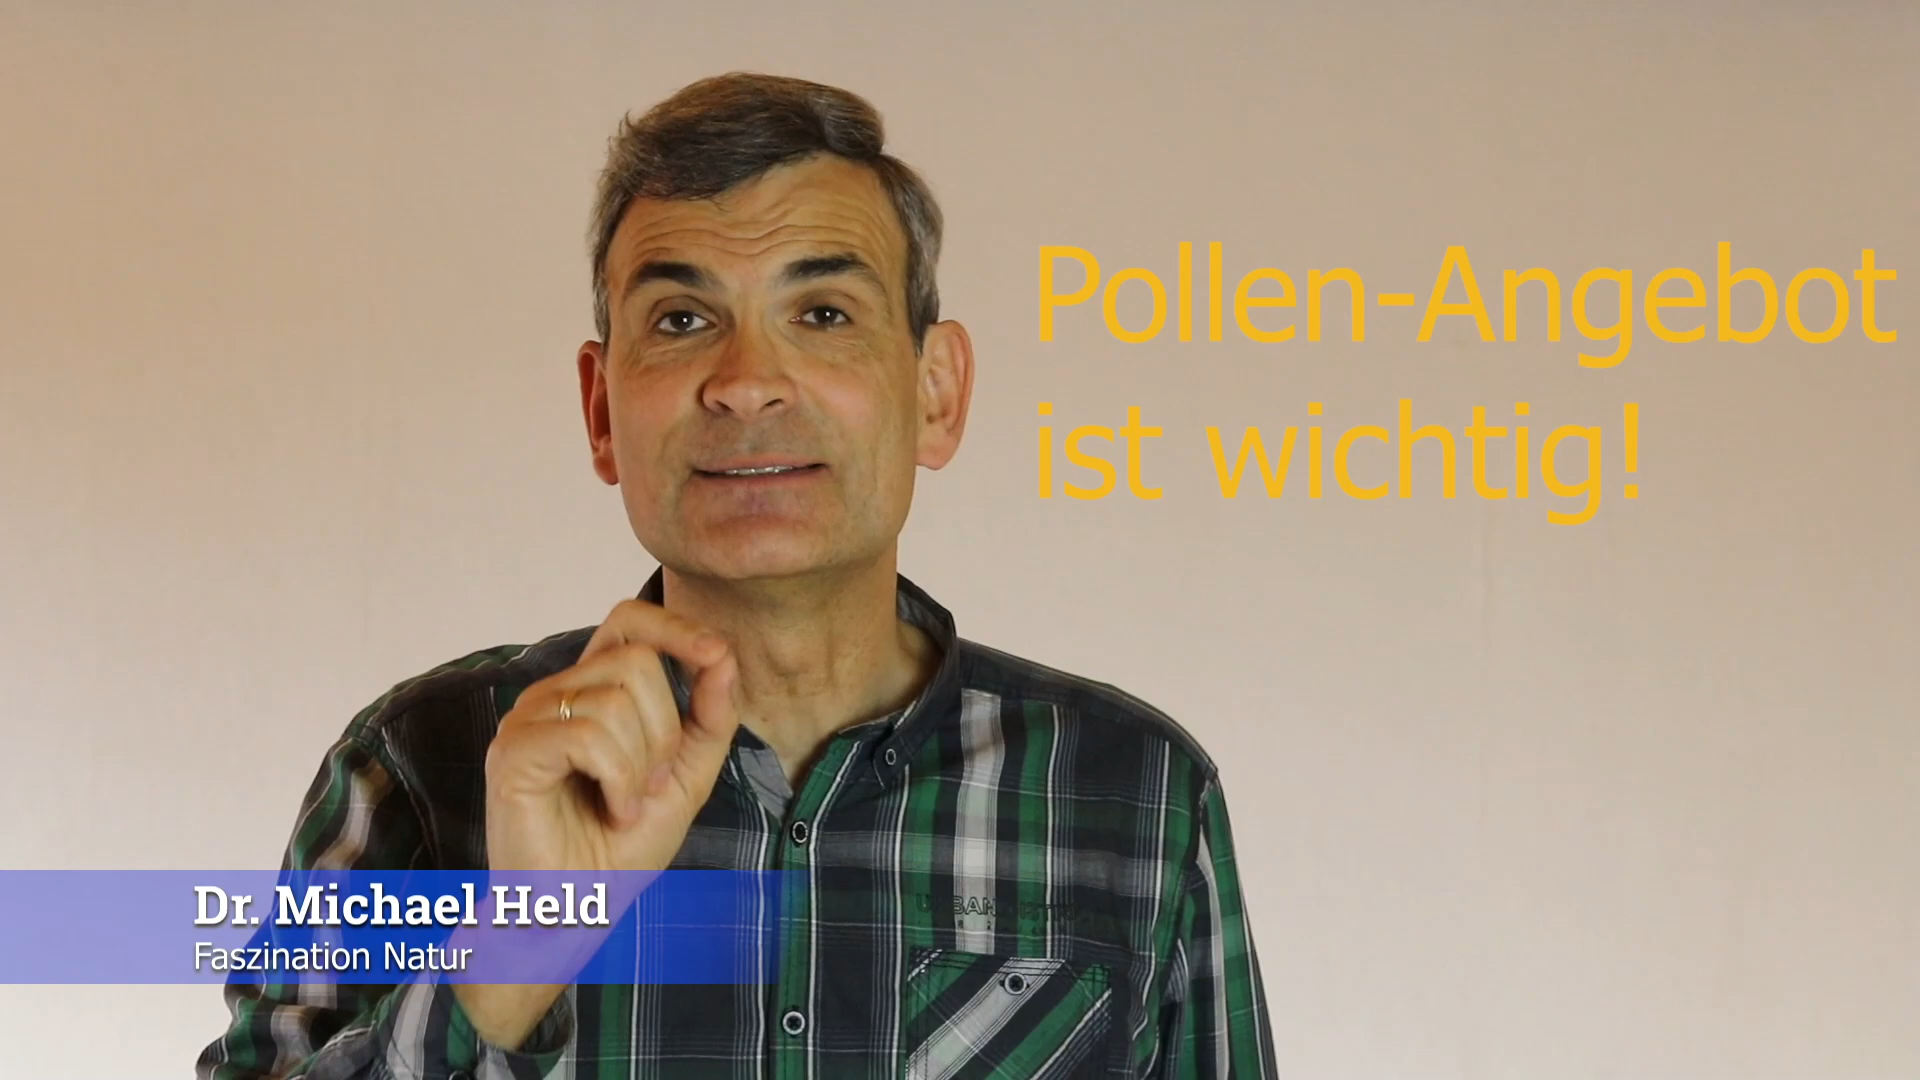 Pollen-Angebot
ist wichtig!
Dr. Michael Held
Faszination Natur